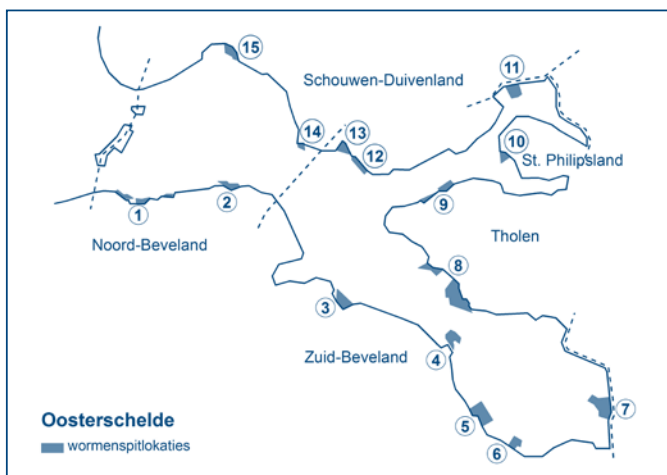 15
Schouwen-Duivenland
11
14
13
12
10
St. Philipsland
1
2
9
Noord-Beveland
Tholen
8
3
Zuid-Beveland
4
Oosterschelde
wormenspitlokaties
5
6
7